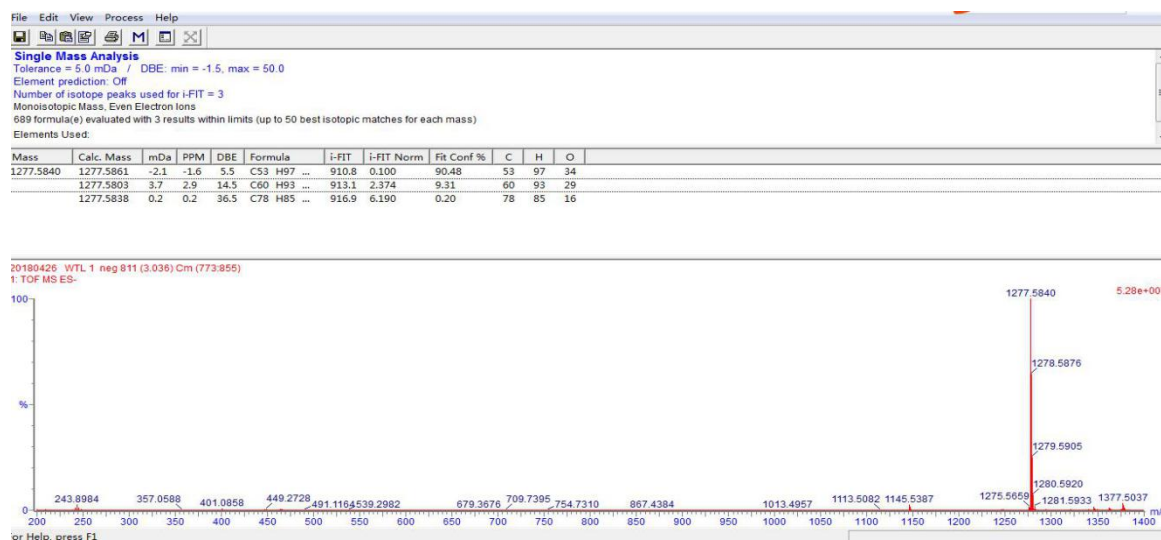 File Edit View Process Help
Single Mass Analysis
Tolerance = 5.0 mDa / DBE: min = -1.5, max = 50.0
Element prediction: Off
Number of isotope peaks used for i-FIT = 3
Monoisotopic Mass, Even Electron Ions
689 formula(e) evaluated with 3 results within limits (up to 50 best isotopic matches for each mass)
Elements Used:
Mass Calc. Mass mDa PPM DBE Formula i-FIT i-FIT Norm Fit Conf % C H O
1277.5840 1277.5861 -2.1 -1.6 5.5 C53 H97 ... 910.8 0.100 90.48 53 97 34
1277.5803 3.7 2.9 14.5 C60 H93 ... 913.1 2.374 9.31 60 93 29
1277.5838 0.2 0.2 36.5 C78 H85 ... 916.9 6.190 0.20 78 85 16
20180426 WTL 1 neg 811 (3.036) Cm (773:855)
1: TOF MS ES-
5.28e+00
100
1277.5840
1278.5876
%
1279.5905
243.8984 357.0588 401.0858 449.2728 491.1164 539.2982 679.3676 709.7395 754.7310 867.4384 1013.4957 1113.5082 1145.5387 1275.5659 1280.5920 1281.5933 1377.5037
0
200 250 300 350 400 450 500 550 600 650 700 750 800 850 900 950 1000 1050 1100 1150 1200 1250 1300 1350 1400 m/
For Help, press F1